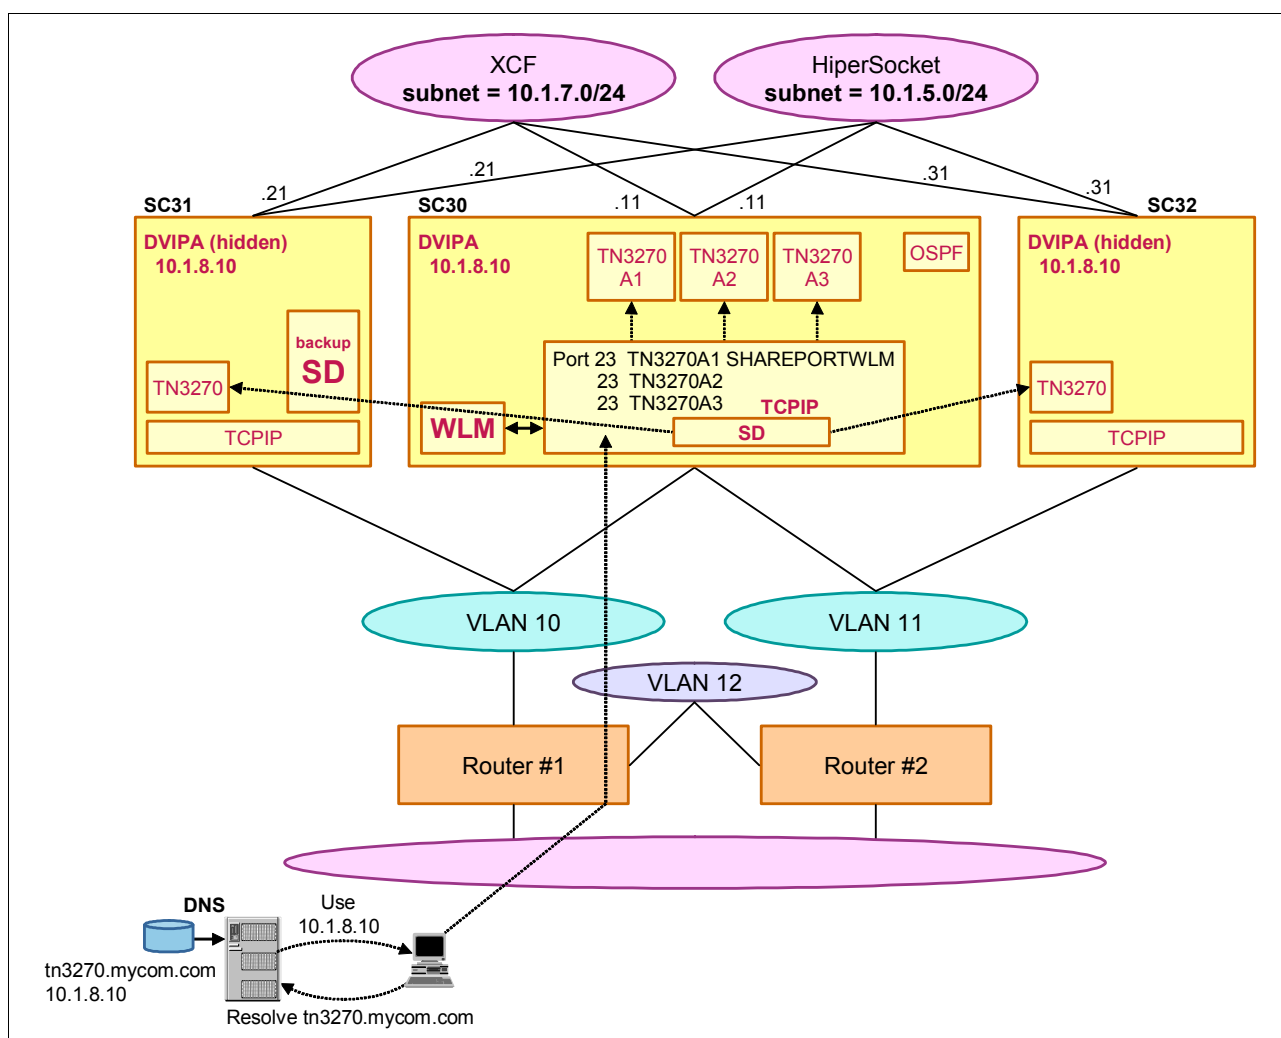 XCF
subnet = 10.1.7.0/24
HiperSocket
subnet = 10.1.5.0/24
.21
.21
.11
.11
.31
.31
SC31
DVIPA (hidden)
10.1.8.10
backup
SD
TN3270
TCPIP
SC30
DVIPA
10.1.8.10
TN3270
A1
TN3270
A2
TN3270
A3
OSPF
Port 23 TN3270A1 SHAREPORTWLM
23 TN3270A2
23 TN3270A3
TCPIP
SD
WLM
SC32
DVIPA (hidden)
10.1.8.10
TN3270
TCPIP
VLAN 10
VLAN 11
VLAN 12
Router #1
Router #2
DNS
tn3270.mycom.com
10.1.8.10
Use
10.1.8.10
Resolve tn3270.mycom.com